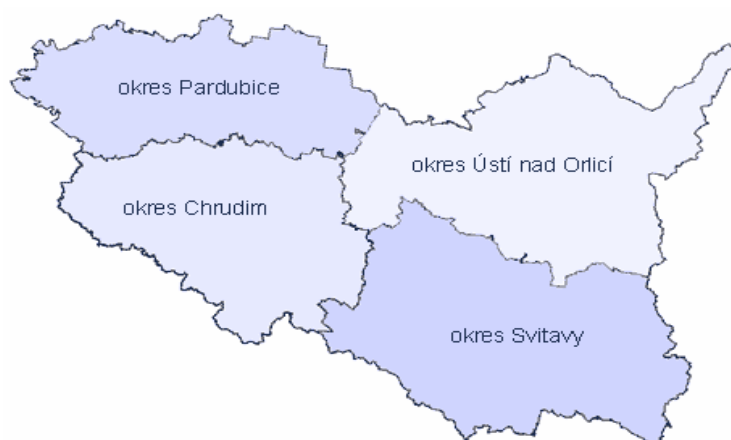 okres Pardubice
okres Ústí nad Orlicí
okres Chrudim
okres Svitavy